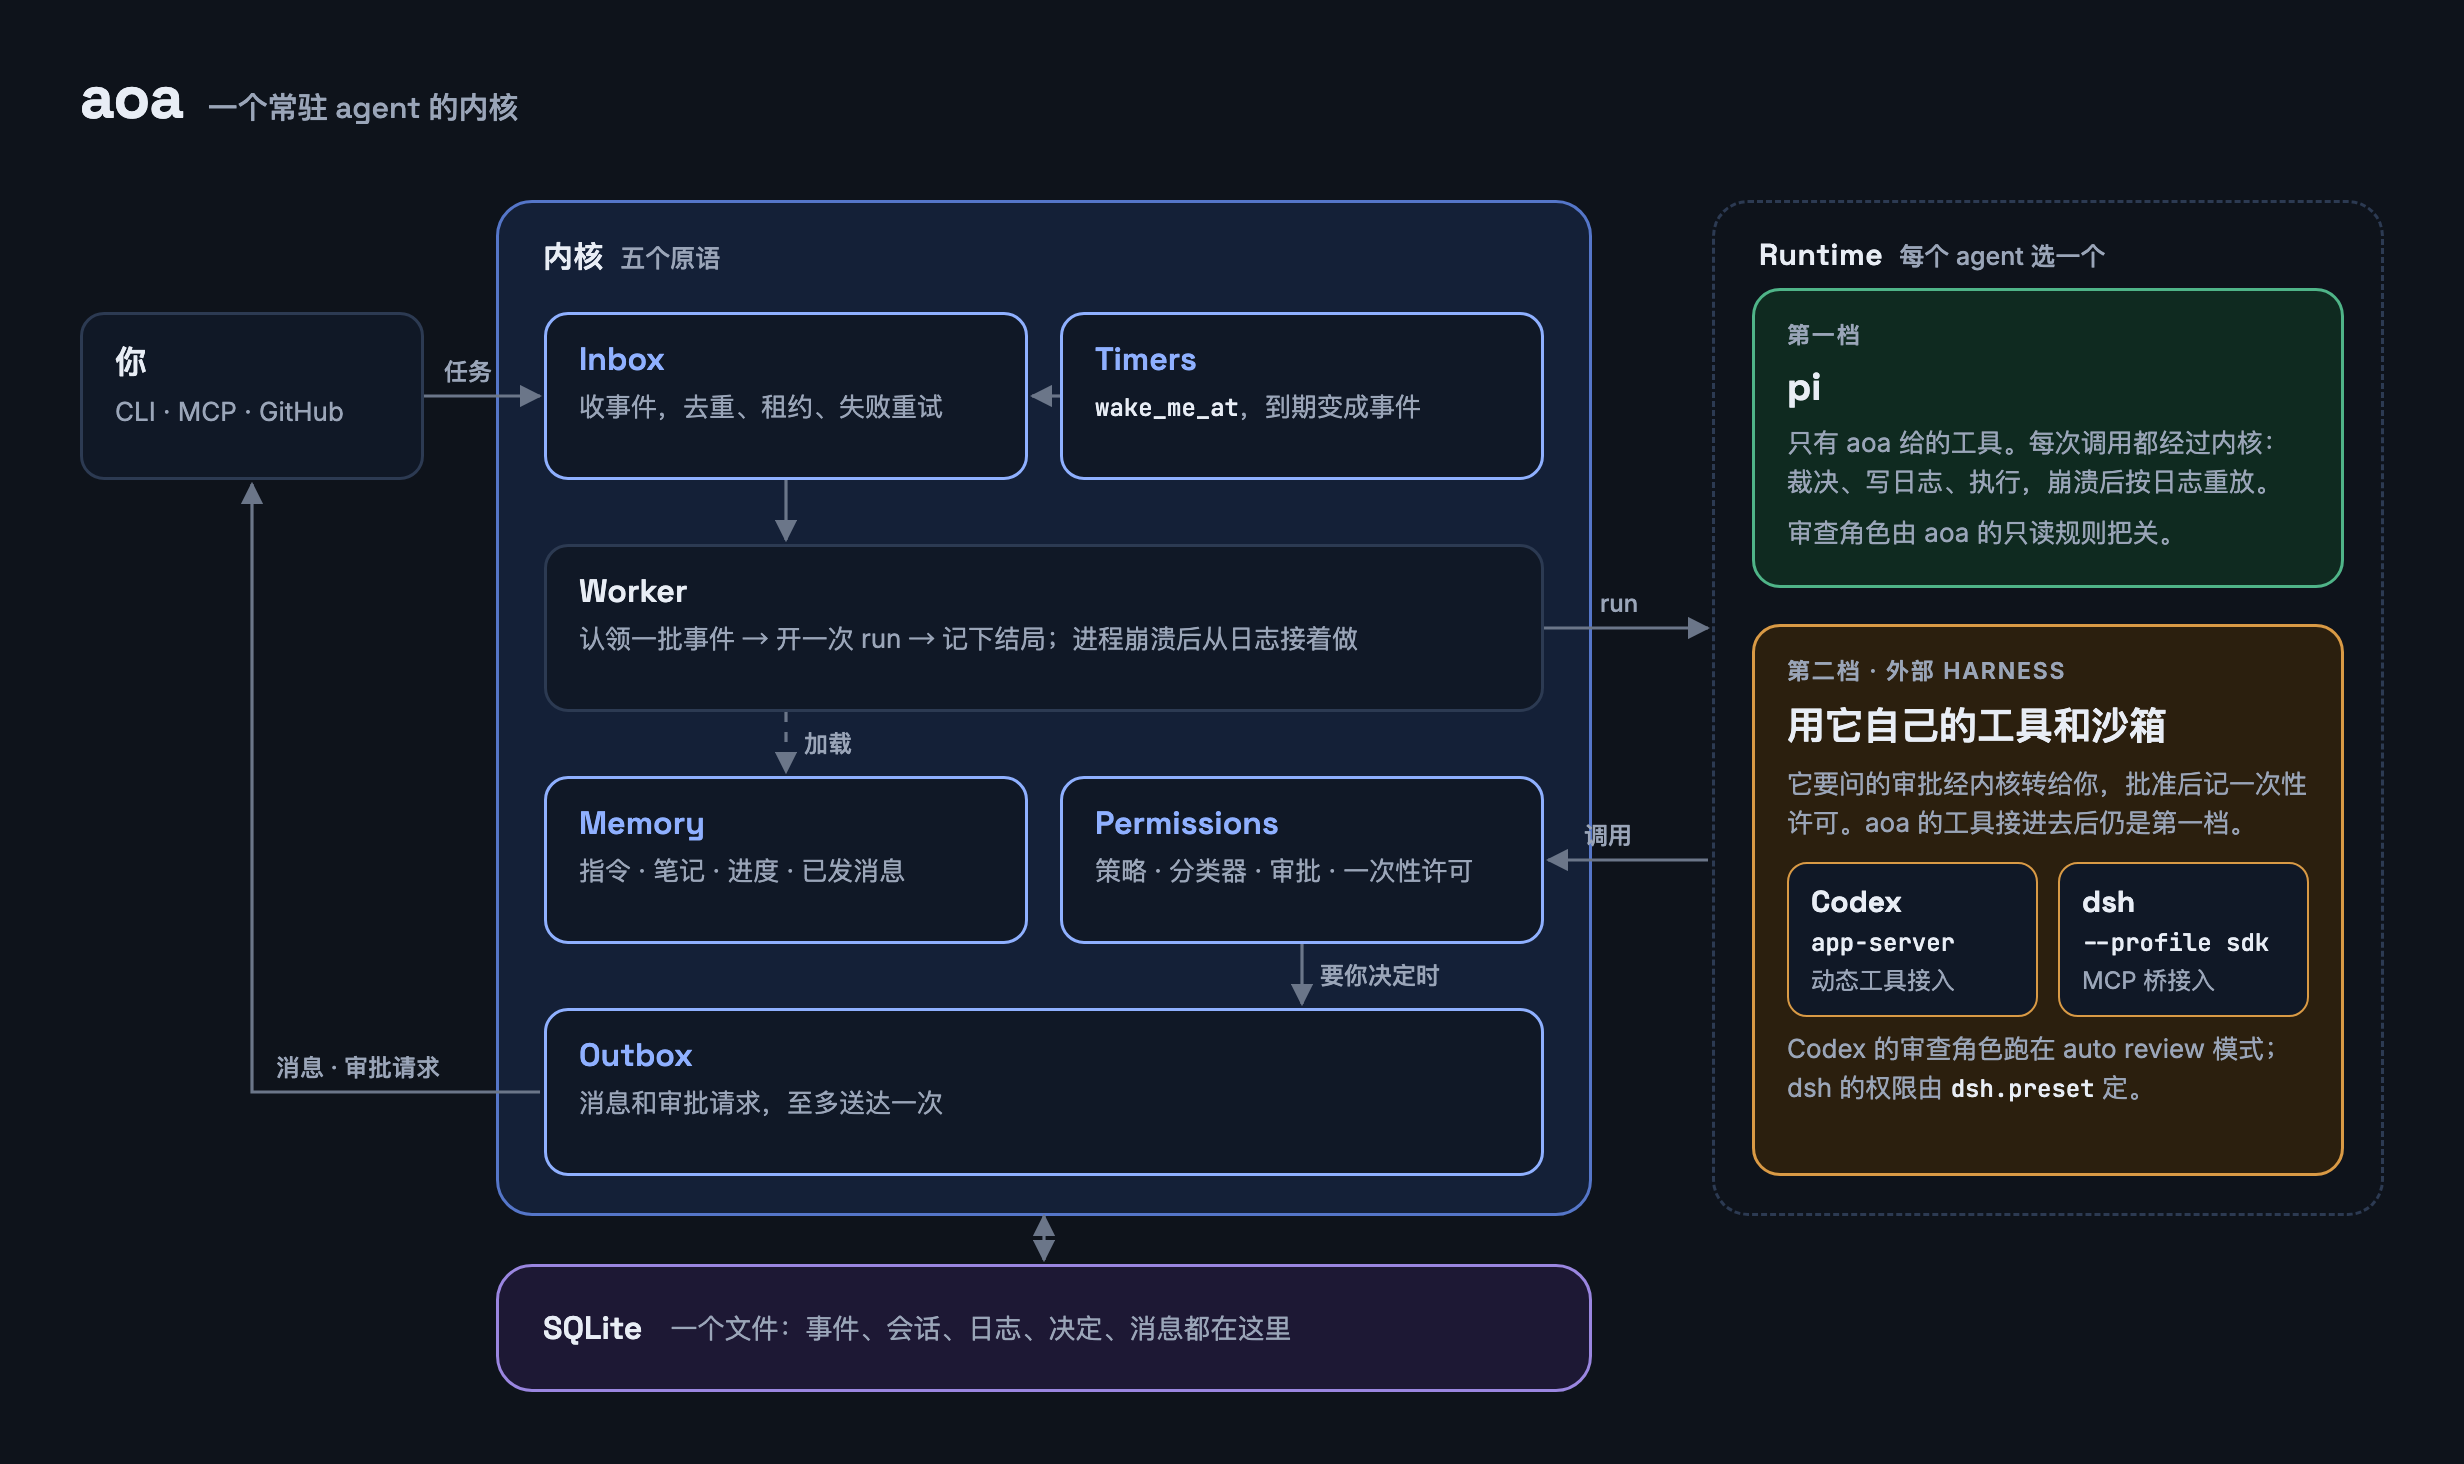 aoa 一个常驻 agent 的内核
内核 五个原语
你
CLI · MCP · GitHub
任务
Inbox
收事件，去重、租约、失败重试
Timers
wake_me_at，到期变成事件
Worker
认领一批事件 → 开一次 run → 记下结局；进程崩溃后从日志接着做
run
加载
Memory
指令 · 笔记 · 进度 · 已发消息
Permissions
策略 · 分类器 · 审批 · 一次性许可
调用
要你决定时
Outbox
消息和审批请求，至多送达一次
消息 · 审批请求
SQLite 一个文件：事件、会话、日志、决定、消息都在这里
Runtime 每个 agent 选一个
第一档
pi
只有 aoa 给的工具。每次调用都经过内核：
裁决、写日志、执行，崩溃后按日志重放。
审查角色由 aoa 的只读规则把关。
第二档 · 外部 HARNESS
用它自己的工具和沙箱
它要问的审批经内核转给你，批准后记一次性
许可。aoa 的工具接进去后仍是第一档。
Codex
app-server
动态工具接入
dsh
--profile sdk
MCP 桥接入
Codex 的审查角色跑在 auto review 模式；
dsh 的权限由 dsh.preset 定。